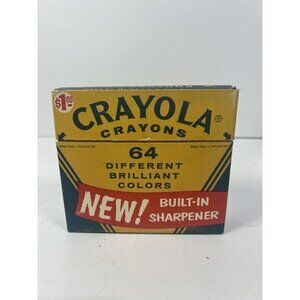 $1.00
CRAYOLA®
CRAYONS
64
DIFFERENT
BRILLIANT
COLORS
NEW!
BUILT-IN
SHARPENER